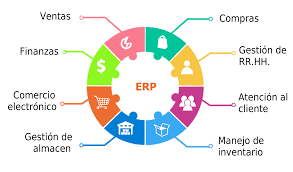 Ventas
Compras
Finanzas
Gestión de
RR.HH.
ERP
Comercio
electrónico
Atención al
cliente
Gestión de
almacen
Manejo de
inventario